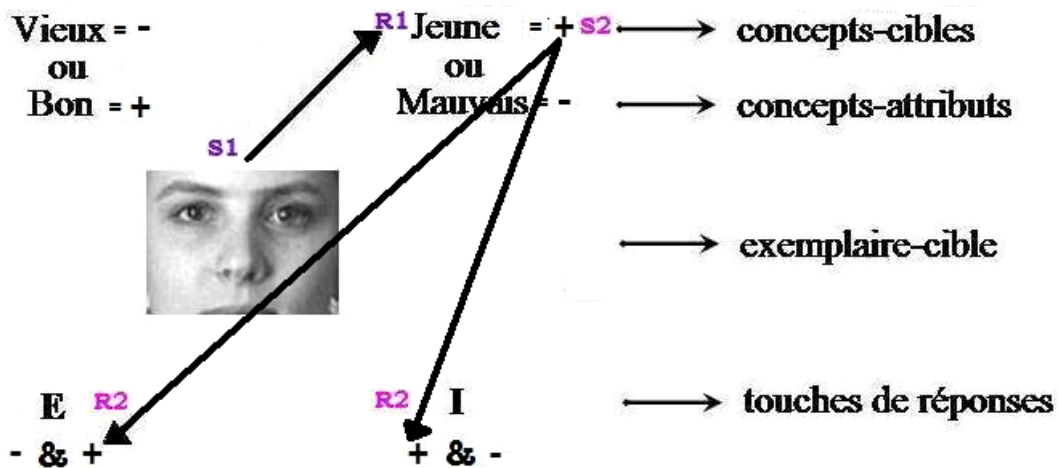 Vieux = - R1 Jeune = + S2 concepts-cibles
ou ou
Bon = + Mauvais = - concepts-attributs
S1
exemplaire-cible
E R2 R2 I touches de réponses
- & + + & -